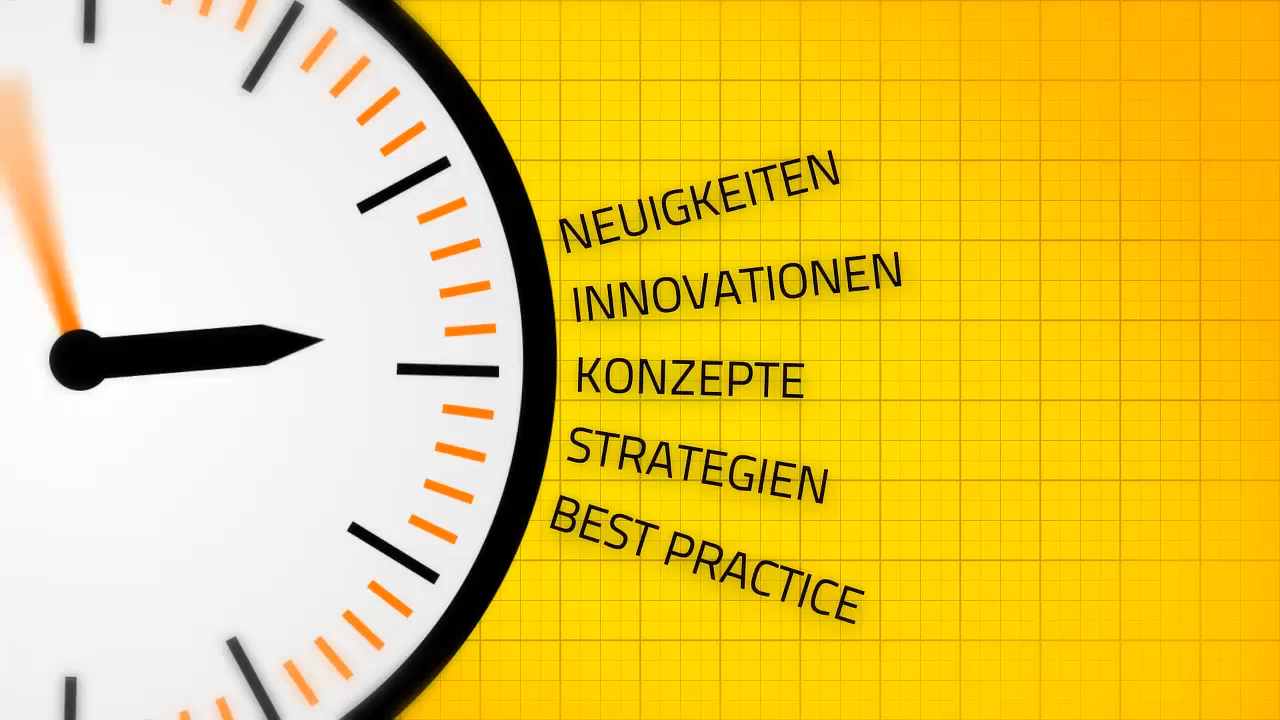 NEUIGKEITEN
INNOVATIONEN
KONZEPTE
STRATEGIEN
BEST PRACTICE